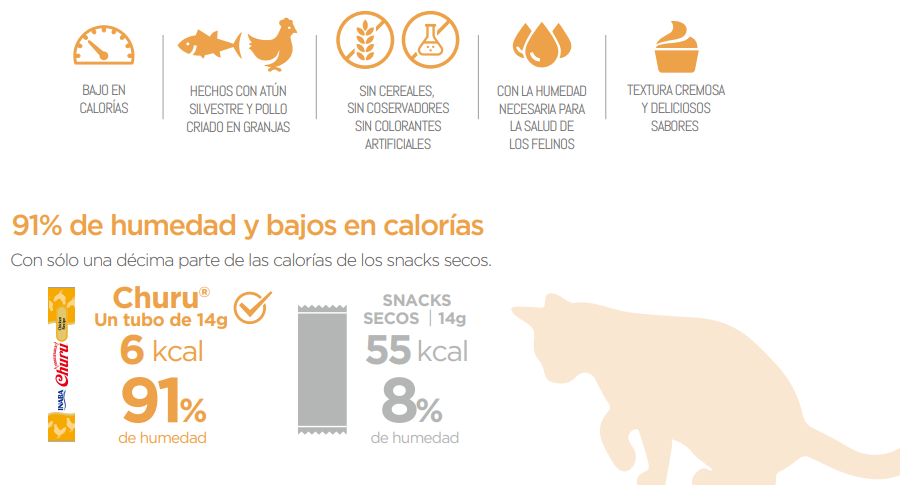 BAJO EN
CALORÍAS
HECHOS CON ATÚN
SILVESTRE Y POLLO
CRIADO EN GRANJAS
SIN CEREALES,
SIN COSERVADORES
SIN COLORANTES
ARTIFICIALES
CON LA HUMEDAD
NECESARIA PARA
LA SALUD DE
LOS FELINOS
TEXTURA CREMOSA
Y DELICIOSOS
SABORES
91% de humedad y bajos en calorías
Con sólo una décima parte de las calorías de los snacks secos.
INABA
Churu
Chicken
Recipe
Churu®
Un tubo de 14g
6 kcal
91%
de humedad
SNACKS
SECOS | 14g
55 kcal
8%
de humedad